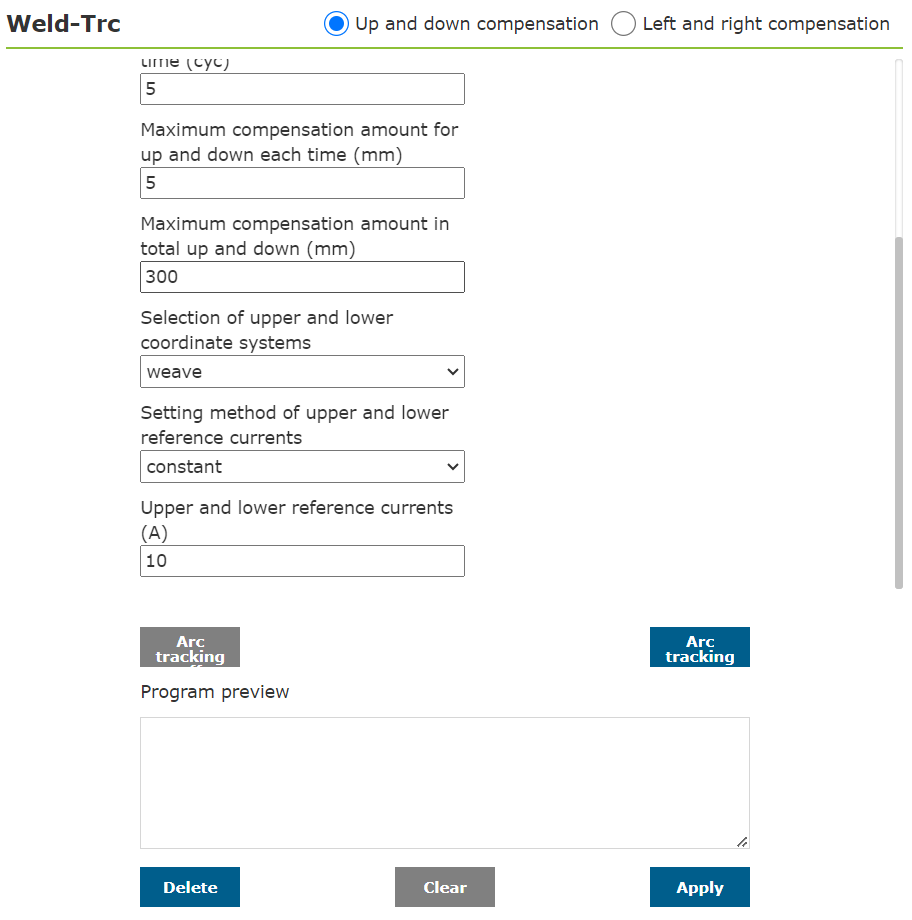 Weld-Trc
Up and down compensation
Left and right compensation
time (cyc)
5
Maximum compensation amount for
up and down each time (mm)
5
Maximum compensation amount in
total up and down (mm)
300
Selection of upper and lower
coordinate systems
weave
Setting method of upper and lower
reference currents
constant
Upper and lower reference currents
(A)
10
Arc
tracking
Arc
tracking
Program preview
Delete
Clear
Apply